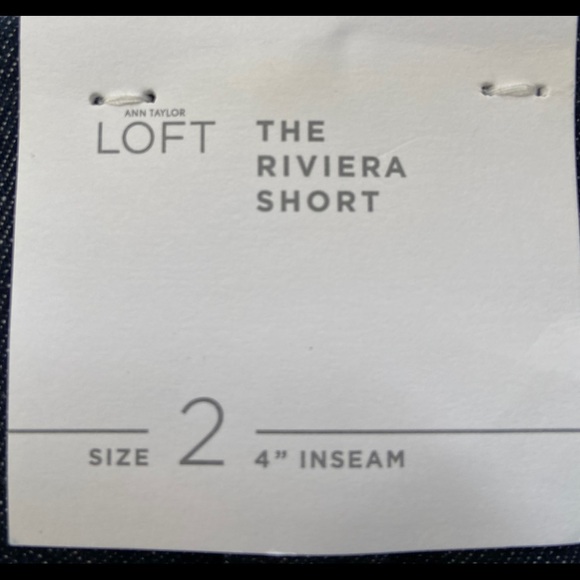 ANN TAYLOR
LOFT
THE
RIVIERA
SHORT
SIZE 2 4” INSEAM